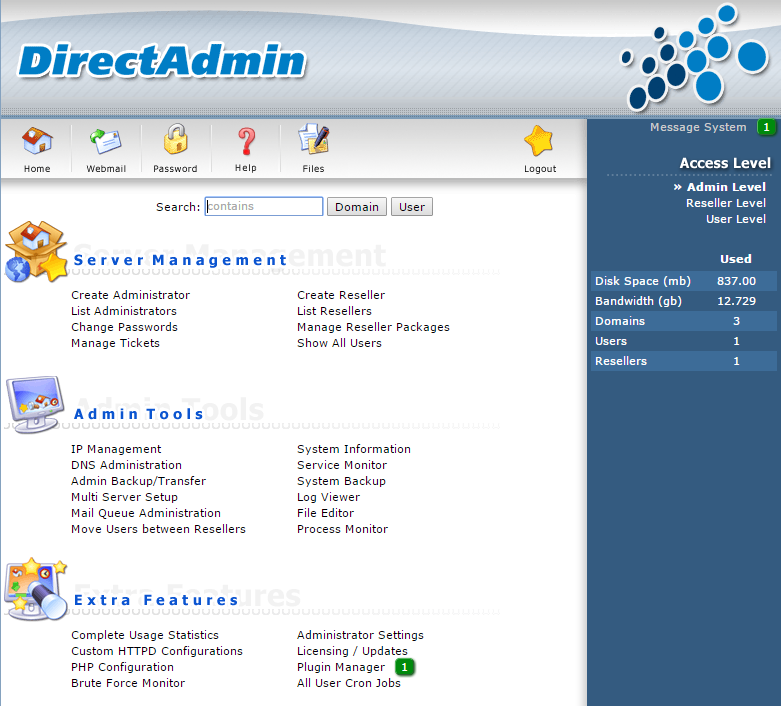 DirectAdmin
Home Webmail Password Help Files Logout
Search: contains Domain User
Server Management
Create Administrator Create Reseller
List Administrators List Resellers
Change Passwords Manage Reseller Packages
Manage Tickets Show All Users
Admin Tools
IP Management System Information
DNS Administration Service Monitor
Admin Backup/Transfer System Backup
Multi Server Setup Log Viewer
Mail Queue Administration File Editor
Move Users between Resellers Process Monitor
Extra Features
Complete Usage Statistics Administrator Settings
Custom HTTPD Configurations Licensing / Updates
PHP Configuration Plugin Manager 1
Brute Force Monitor All User Cron Jobs
Message System 1
Access Level
» Admin Level
Reseller Level
User Level
Used
Disk Space (mb) 837.00
Bandwidth (gb) 12.729
Domains 3
Users 1
Resellers 1